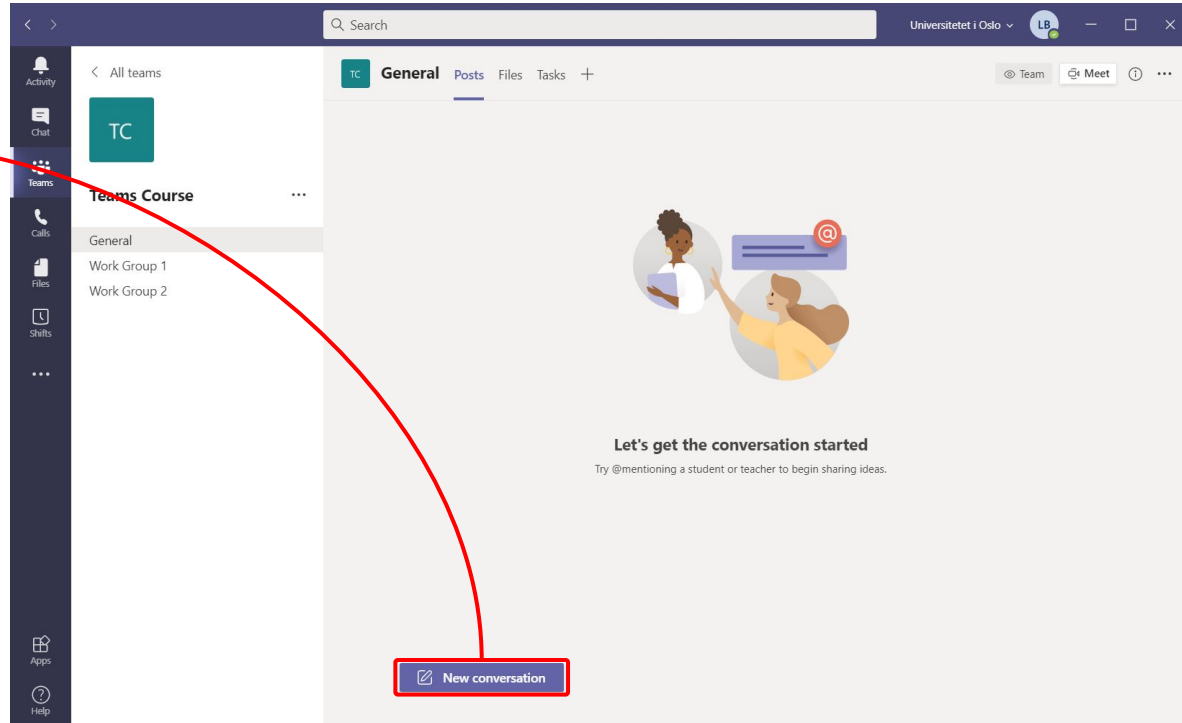 Search
Universitetet i Oslo
LB
Activity
Chat
Teams
Calls
Files
Shifts
Apps
Help
All teams
TC
Teams Course
General
Work Group 1
Work Group 2
TC General Posts Files Tasks
Team Meet
@
Let's get the conversation started
Try @mentioning a student or teacher to begin sharing ideas.
New conversation